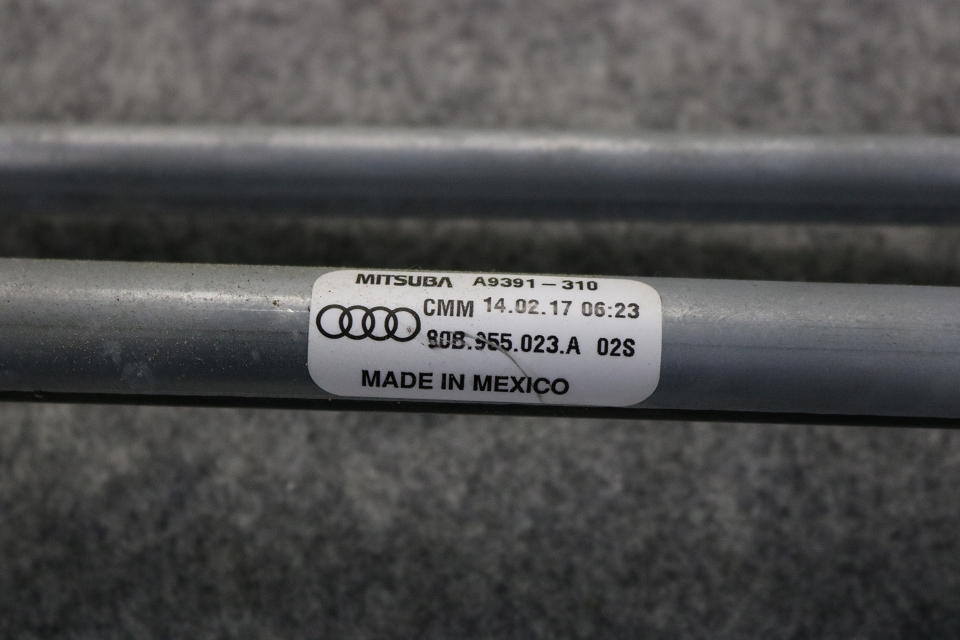 MITSUBA A9391-310
CMM 14.02.17 06:23
80B.955.023.A 02S
MADE IN MEXICO